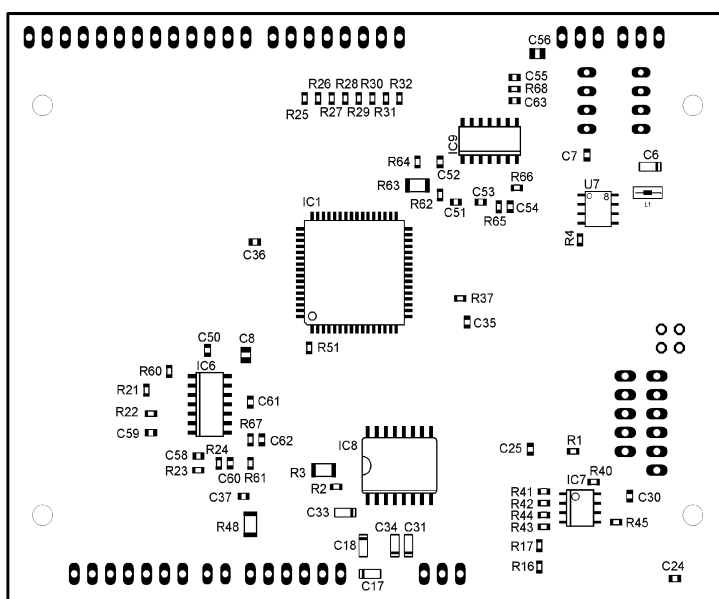 C56
C55
R68
C63
R26 R28 R30 R32
R25 R27 R29 R31
IC9
R64
C52
C7
C6
R63
R66
U7
8
R62
C51
C53
R65
C54
L1
IC1
R4
C36
R37
C35
C50
C8
R51
IC6
R60
R21
C61
R22
R67
C59
C62
IC8
R1
C25
C58
R24
R3
R23
C60
R61
R2
IC7
R40
C37
R41
R42
C30
C33
R44
R48
R43
R45
C34
C31
C18
R17
R16
C17
C24